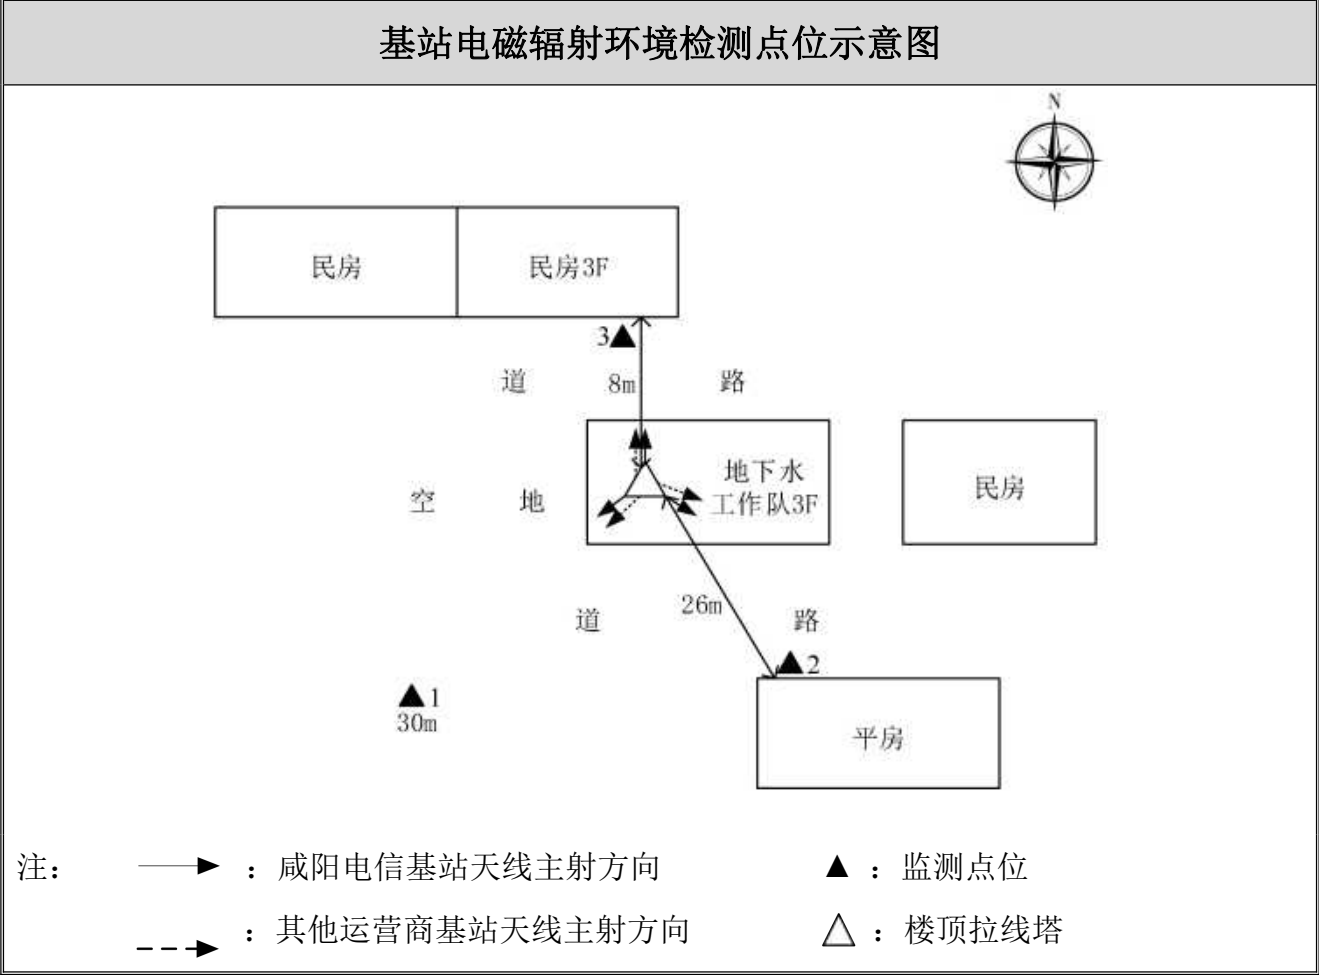 基站电磁辐射环境检测点位示意图
N
民房
民房3F
3
道
8m
路
空
地
地下水
工作队3F
民房
道
26m
路
2
1
30m
平房
注：
：咸阳电信基站天线主射方向
：监测点位
：其他运营商基站天线主射方向
：楼顶拉线塔